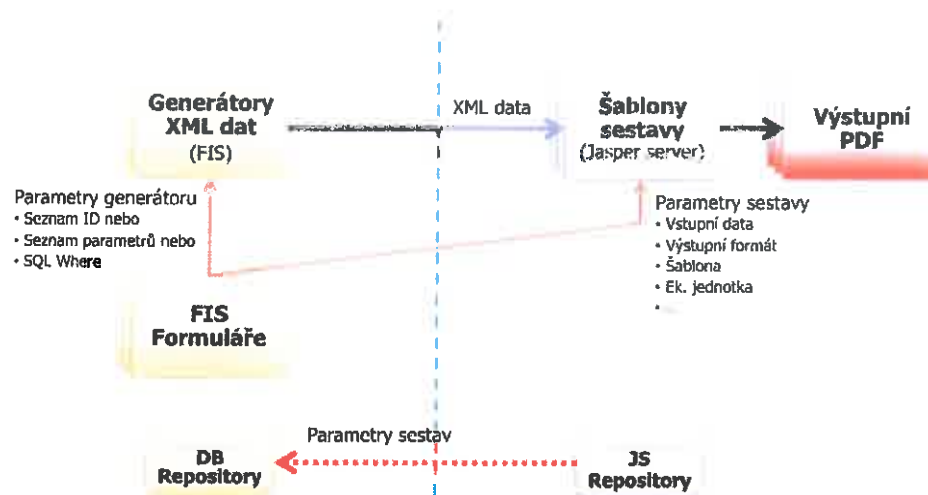 Generátory
XML dat
(FIS)
XML data
Šablony
sestavy
(Jasper server)
Výstupní
PDF
Parametry generátoru
• Seznam ID nebo
• Seznam parametrů nebo
• SQL Where
Parametry sestavy
• Vstupní data
• Výstupní formát
• Šablona
• Ek. jednotka
• ...
FIS
Formuláře
Parametry sestav
DB
Repository
JS
Repository